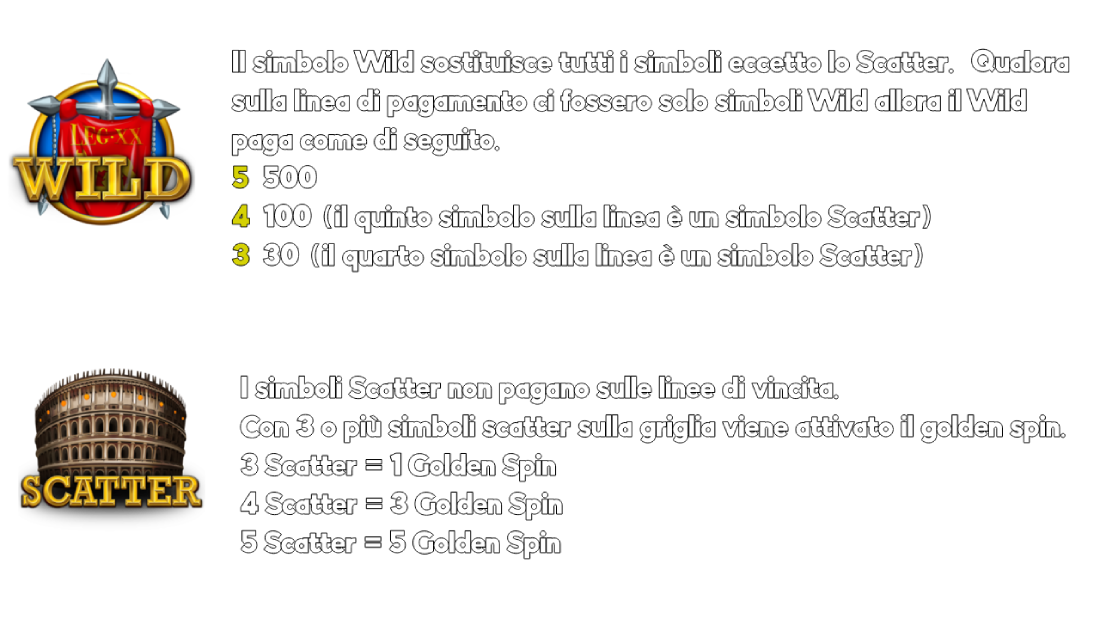 Il simbolo Wild sostituisce tutti i simboli eccetto lo Scatter. Qualora
sulla linea di pagamento ci fossero solo simboli Wild allora il Wild
paga come di seguito.
LEG·XX
WILD
5 500
4 100 (il quinto simbolo sulla linea è un simbolo Scatter)
3 30 (il quarto simbolo sulla linea è un simbolo Scatter)
I simboli Scatter non pagano sulle linee di vincita.
Con 3 o più simboli scatter sulla griglia viene attivato il golden spin.
3 Scatter = 1 Golden Spin
SCATTER
4 Scatter = 3 Golden Spin
5 Scatter = 5 Golden Spin